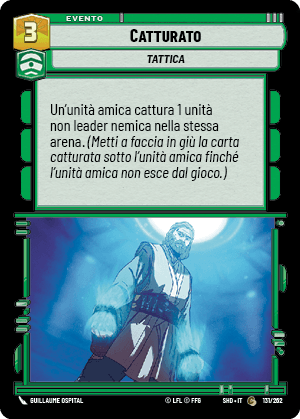 3
EVENTO
CATTURATO
TATTICA
Un'unità amica cattura 1 unità
non leader nemica nella stessa
arena. (Metti a faccia in giù la carta
catturata sotto l'unità amica finché
l'unità amica non esce dal gioco.)
GUILLAUME OSPITAL
© LFL © FFG
SHD • IT
131/262